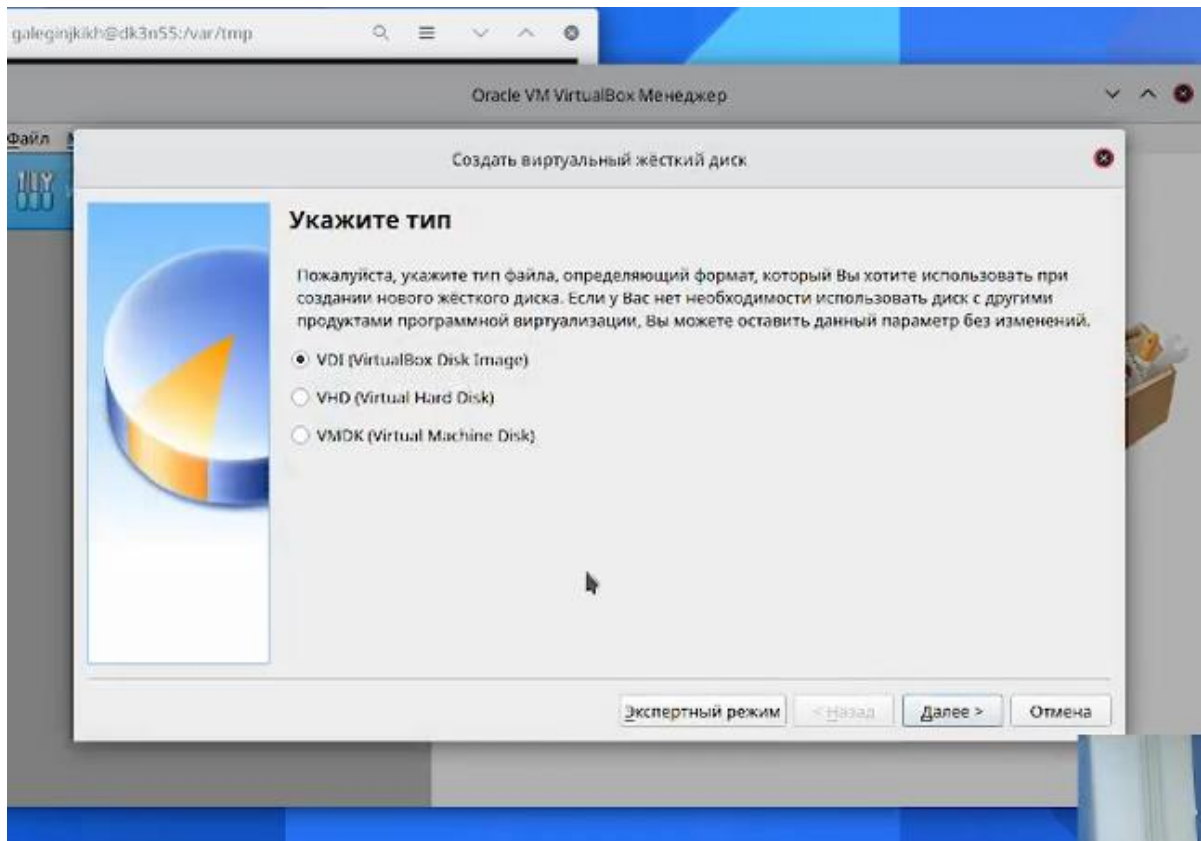 galeginjkikh@dk3n55:/var/tmp
Oracle VM VirtualBox Менеджер
Файл
Создать виртуальный жёсткий диск
Укажите тип
Пожалуйста, укажите тип файла, определяющий формат, который Вы хотите использовать при
создании нового жёсткого диска. Если у Вас нет необходимости использовать диск с другими
продуктами программной виртуализации, Вы можете оставить данный параметр без изменений.
VDI (VirtualBox Disk Image)
VHD (Virtual Hard Disk)
VMDK (Virtual Machine Disk)
Экспертный режим
< Назад
Далее >
Отмена